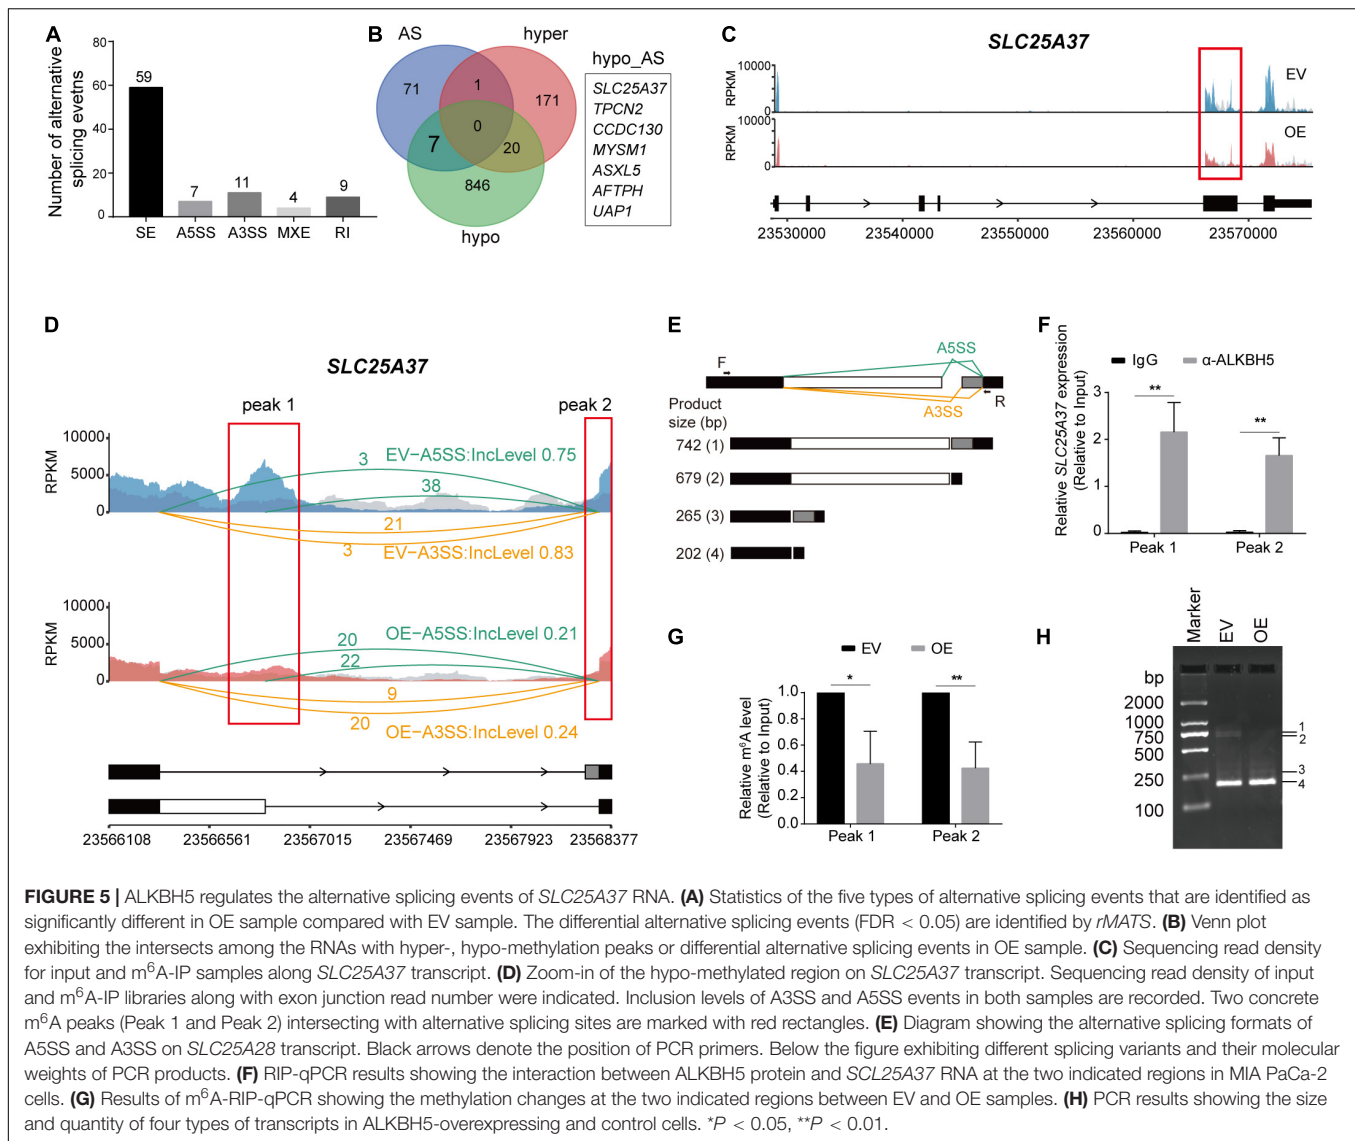 A
Number of alternative
splicing evetns
80
60
40
20
0
59
7
11
4
9
SE A5SS A3SS MXE RI
B
AS
hyper
71
1
171
0
7
20
846
hypo
hypo_AS
SLC25A37
TPCN2
CCDC130
MYSM1
ASXL5
AFTPH
UAP1
C
SLC25A37
RPKM
10000
0
EV
RPKM
10000
0
OE
23530000 23540000 23550000 23560000 23570000
D
SLC25A37
peak 1
peak 2
RPKM
10000
5000
0
3
EV−A5SS:IncLevel 0.75
38
21
3
EV−A3SS:IncLevel 0.83
RPKM
10000
5000
0
20
OE−A5SS:IncLevel 0.21
22
9
20
OE−A3SS:IncLevel 0.24
23566108 23566561 23567015 23567469 23567923 23568377
E
A5SS
F
A3SS
R
Product
size (bp)
742 (1)
679 (2)
265 (3)
202 (4)
F
IgG α-ALKBH5
Relative SLC25A37 expression
(Relative to Input)
3
2
1
0
**
**
Peak 1 Peak 2
G
EV OE
Relative m6A level
(Relative to Input)
1.0
0.8
0.6
0.4
0.2
0.0
*
**
Peak 1 Peak 2
H
Marker
EV
OE
bp
2000
1000
750
500
250
100
1
2
3
4
FIGURE 5 | ALKBH5 regulates the alternative splicing events of SLC25A37 RNA. (A) Statistics of the five types of alternative splicing events that are identified as
significantly different in OE sample compared with EV sample. The differential alternative splicing events (FDR < 0.05) are identified by rMATS. (B) Venn plot
exhibiting the intersects among the RNAs with hyper-, hypo-methylation peaks or differential alternative splicing events in OE sample. (C) Sequencing read density
for input and m6A-IP samples along SLC25A37 transcript. (D) Zoom-in of the hypo-methylated region on SLC25A37 transcript. Sequencing read density of input
and m6A-IP libraries along with exon junction read number were indicated. Inclusion levels of A3SS and A5SS events in both samples are recorded. Two concrete
m6A peaks (Peak 1 and Peak 2) intersecting with alternative splicing sites are marked with red rectangles. (E) Diagram showing the alternative splicing formats of
A5SS and A3SS on SLC25A28 transcript. Black arrows denote the position of PCR primers. Below the figure exhibiting different splicing variants and their molecular
weights of PCR products. (F) RIP-qPCR results showing the interaction between ALKBH5 protein and SCL25A37 RNA at the two indicated regions in MIA PaCa-2
cells. (G) Results of m6A-RIP-qPCR showing the methylation changes at the two indicated regions between EV and OE samples. (H) PCR results showing the size
and quantity of four types of transcripts in ALKBH5-overexpressing and control cells. *P < 0.05, **P < 0.01.